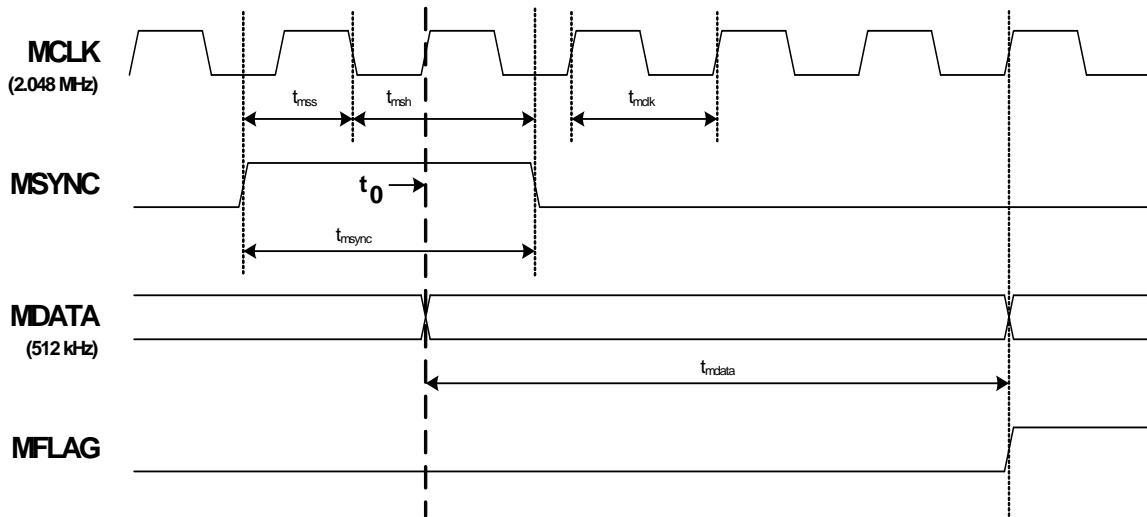 MCLK
(2.048 MHz)
tmss
tmsh
tmclk
MSYNC
t0
tmsync
MDATA
(512 kHz)
tmdata
MFLAG